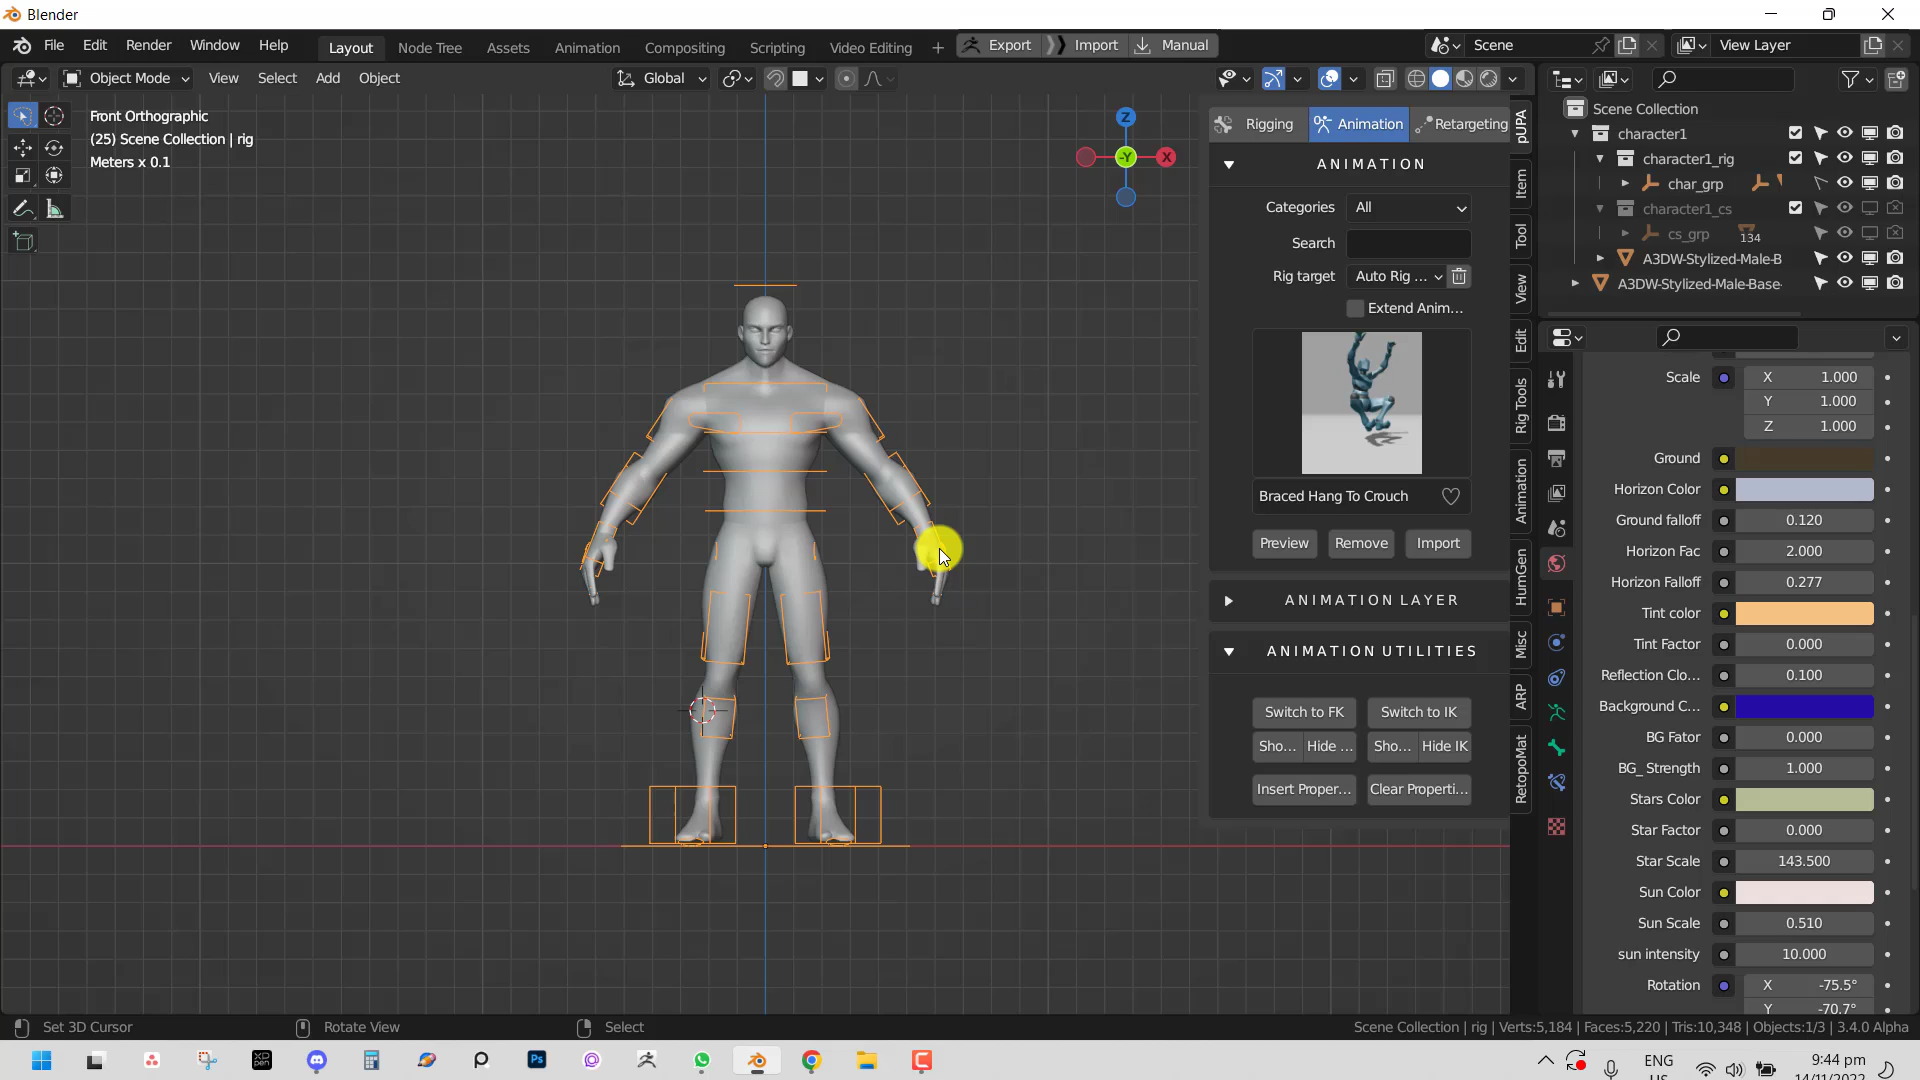 Blender
File Edit Render Window Help Layout Node Tree Assets Animation Compositing Scripting Video Editing + Export Import Manual Scene View Layer
Object Mode View Select Add Object Global
Front Orthographic
(25) Scene Collection | rig
Meters x 0.1
Z
X
-Y
Rigging Animation Retargeting
ANIMATION
Categories All
Search
Rig target Auto Rig ...
Extend Anim...
Braced Hang To Crouch
Preview Remove Import
ANIMATION LAYER
ANIMATION UTILITIES
Switch to FK Switch to IK
Sho... Hide ... Sho... Hide IK
Insert Proper... Clear Properti...
pUPA
Item
Tool
View
Edit
Rig Tools
Animation
HumGen
Misc
ARP
RetopoMat
Scene Collection
character1
character1_rig
char_grp
character1_cs
cs_grp 134
A3DW-Stylized-Male-B
A3DW-Stylized-Male-Base-
Scale X 1.000
Y 1.000
Z 1.000
Ground
Horizon Color
Ground falloff 0.120
Horizon Fac 2.000
Horizon Falloff 0.277
Tint color
Tint Factor 0.000
Reflection Clo... 0.100
Background C...
BG Fator 0.000
BG_ Strength 1.000
Stars Color
Star Factor 0.000
Star Scale 143.500
Sun Color
Sun Scale 0.510
sun intensity 10.000
Rotation X -75.5°
Y -70.7°
Set 3D Cursor Rotate View Select Scene Collection | rig | Verts:5,184 | Faces:5,220 | Tris:10,348 | Objects:1/3 | 3.4.0 Alpha
XP PEN
Ps
ENG
US
9:44 pm
14/11/2022